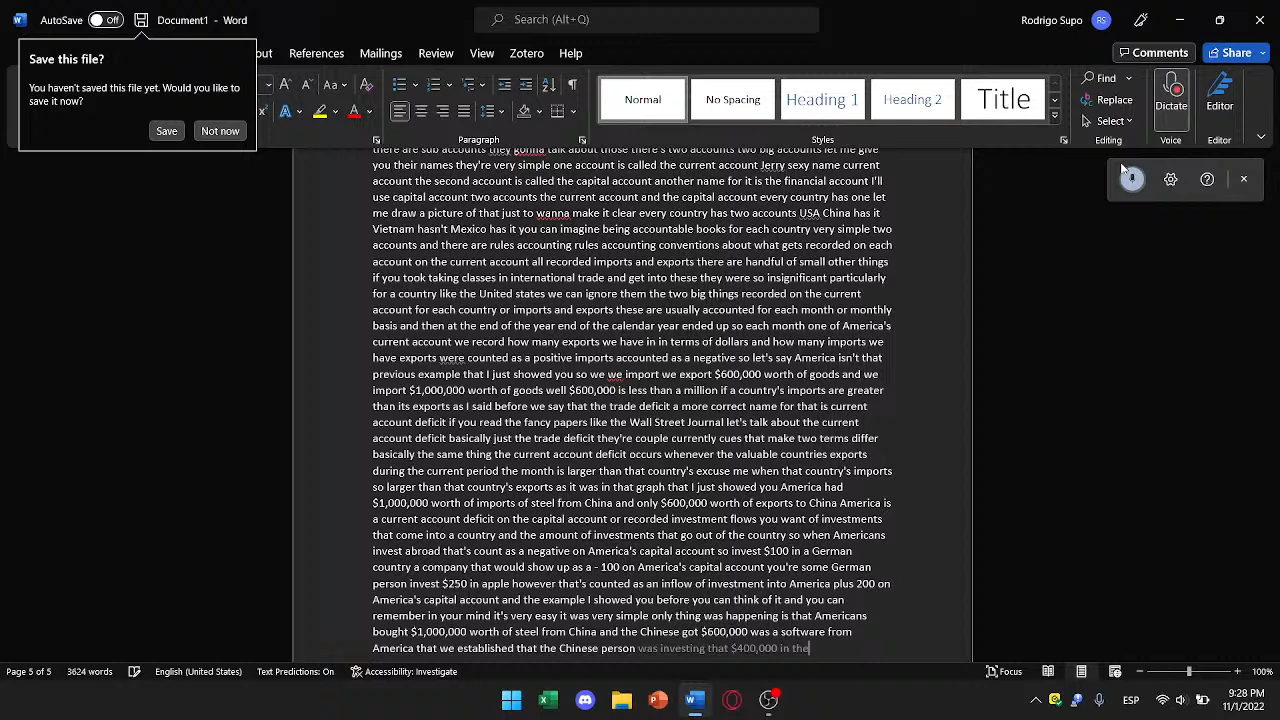 AutoSave Off Document1 - Word Search (Alt+Q) Rodrigo Supo RS
Save this file?
You haven't saved this file yet. Would you like to
save it now?
Save Not now
out References Mailings Review View Zotero Help Comments Share
Aa
A
Normal No Spacing Heading 1 Heading 2 Title
Find
Replace
Select
Dictate
Editor
Paragraph Styles Editing Voice Editor
there are sub accounts they gonna talk about those there's two accounts two big accounts let me give
you their names they're very simple one account is called the current account Jerry sexy name current
account the second account is called the capital account another name for it is the financial account I'll
use capital account two accounts the current account and the capital account every country has one let
me draw a picture of that just to wanna make it clear every country has two accounts USA China has it
Vietnam hasn't Mexico has it you can imagine being accountable books for each country very simple two
accounts and there are rules accounting rules accounting conventions about what gets recorded on each
account on the current account all recorded imports and exports there are handful of small other things
if you took taking classes in international trade and get into these they were so insignificant particularly
for a country like the United states we can ignore them the two big things recorded on the current
account for each country or imports and exports these are usually accounted for each month or monthly
basis and then at the end of the year end of the calendar year ended up so each month one of America's
current account we record how many exports we have in in terms of dollars and how many imports we
have exports were counted as a positive imports accounted as a negative so let's say America isn't that
previous example that I just showed you so we we import we export $600,000 worth of goods and we
import $1,000,000 worth of goods well $600,000 is less than a million if a country's imports are greater
than its exports as I said before we say that the trade deficit a more correct name for that is current
account deficit if you read the fancy papers like the Wall Street Journal let's talk about the current
account deficit basically just the trade deficit they're couple currently cues that make two terms differ
basically the same thing the current account deficit occurs whenever the valuable countries exports
during the current period the month is larger than that country's excuse me when that country's imports
so larger than that country's exports as it was in that graph that I just showed you America had
$1,000,000 worth of imports of steel from China and only $600,000 worth of exports to China America is
a current account deficit on the capital account or recorded investment flows you want of investments
that come into a country and the amount of investments that go out of the country so when Americans
invest abroad that's count as a negative on America's capital account so invest $100 in a German
country a company that would show up as a - 100 on America's capital account you're some German
person invest $250 in apple however that's counted as an inflow of investment into America plus 200 on
America's capital account and the example I showed you before you can think of it and you can
remember in your mind it's very easy it was very simple only thing was happening is that Americans
bought $1,000,000 worth of steel from China and the Chinese got $600,000 was a software from
America that we established that the Chinese person was investing that $400,000 in the
Page 5 of 5 3624 words English (United States) Text Predictions: On Accessibility: Investigate Focus 100%
ESP 9:28 PM
11/1/2022